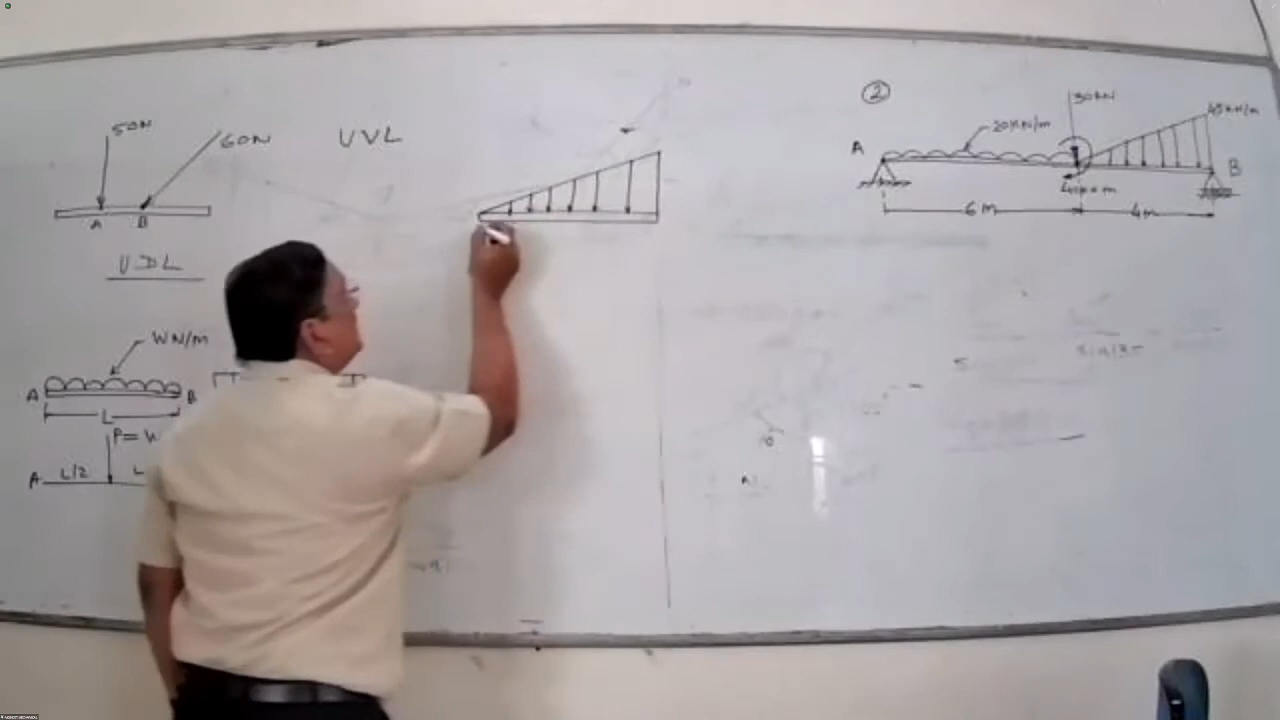 50N
60N
A B
UDL
WN/m
A B
L
P=W
A L/2 L
UVL
2
30KN
20KN/m
45KN/m
A
B
6m
4m